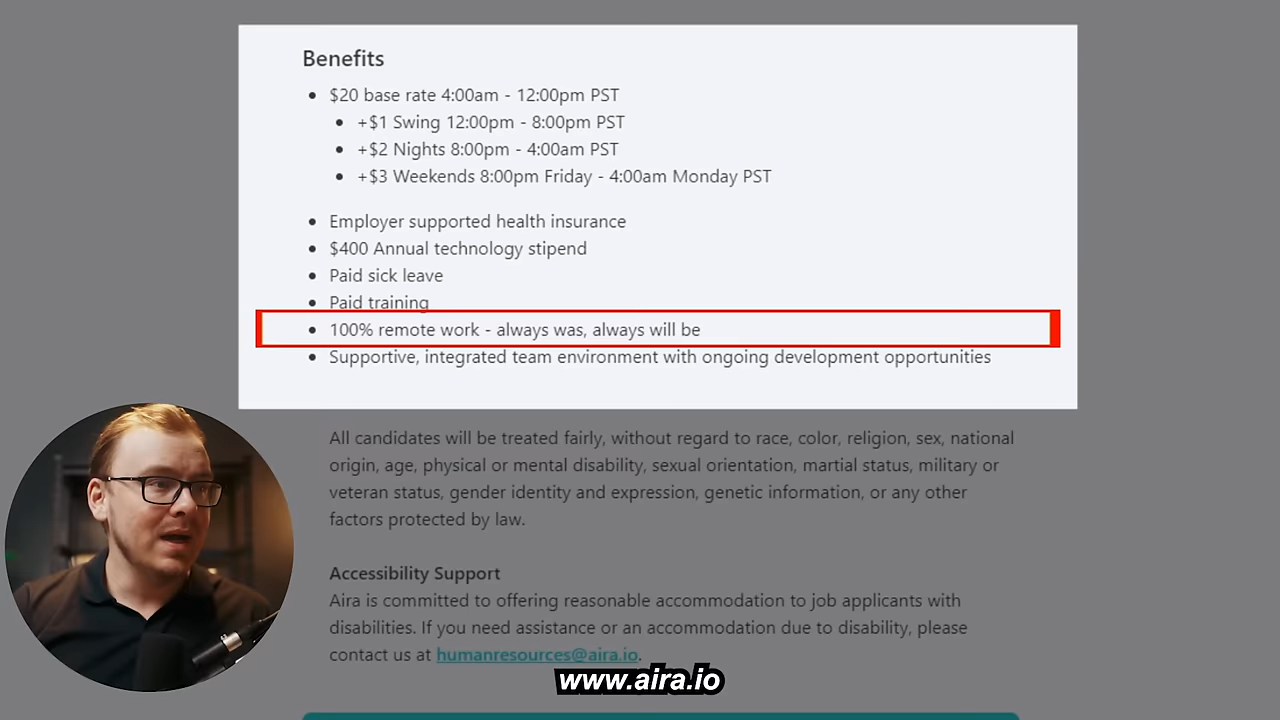 Benefits
$20 base rate 4:00am - 12:00pm PST
+$1 Swing 12:00pm - 8:00pm PST
+$2 Nights 8:00pm - 4:00am PST
+$3 Weekends 8:00pm Friday - 4:00am Monday PST
Employer supported health insurance
$400 Annual technology stipend
Paid sick leave
Paid training
100% remote work - always was, always will be
Supportive, integrated team environment with ongoing development opportunities
All candidates will be treated fairly, without regard to race, color, religion, sex, national
origin, age, physical or mental disability, sexual orientation, martial status, military or
veteran status, gender identity and expression, genetic information, or any other
factors protected by law.
Accessibility Support
Aira is committed to offering reasonable accommodation to job applicants with
disabilities. If you need assistance or an accommodation due to disability, please
contact us at humanresources@aira.io.
www.aira.io